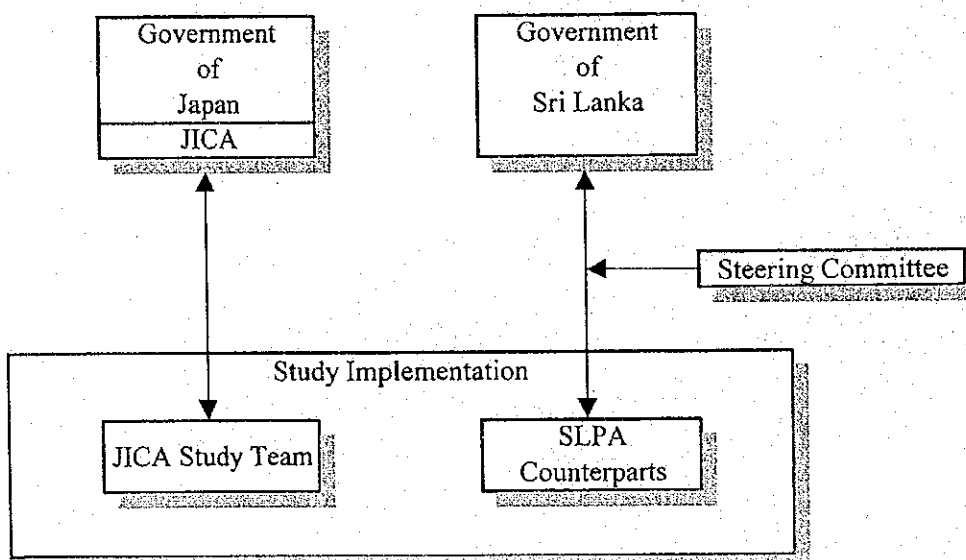 Government
of
Japan
JICA
Government
of
Sri Lanka
Steering Committee
Study Implementation
JICA Study Team
SLPA
Counterparts